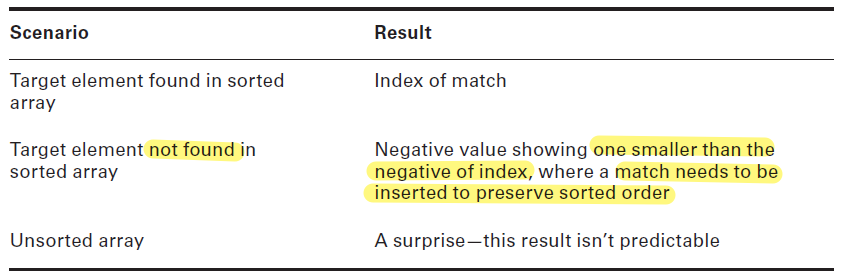 Scenario Result
Target element found in sorted Index of match
array
Target element not found in Negative value showing one smaller than the
sorted array negative of index, where a match needs to be
inserted to preserve sorted order
Unsorted array A surprise—this result isn’t predictable